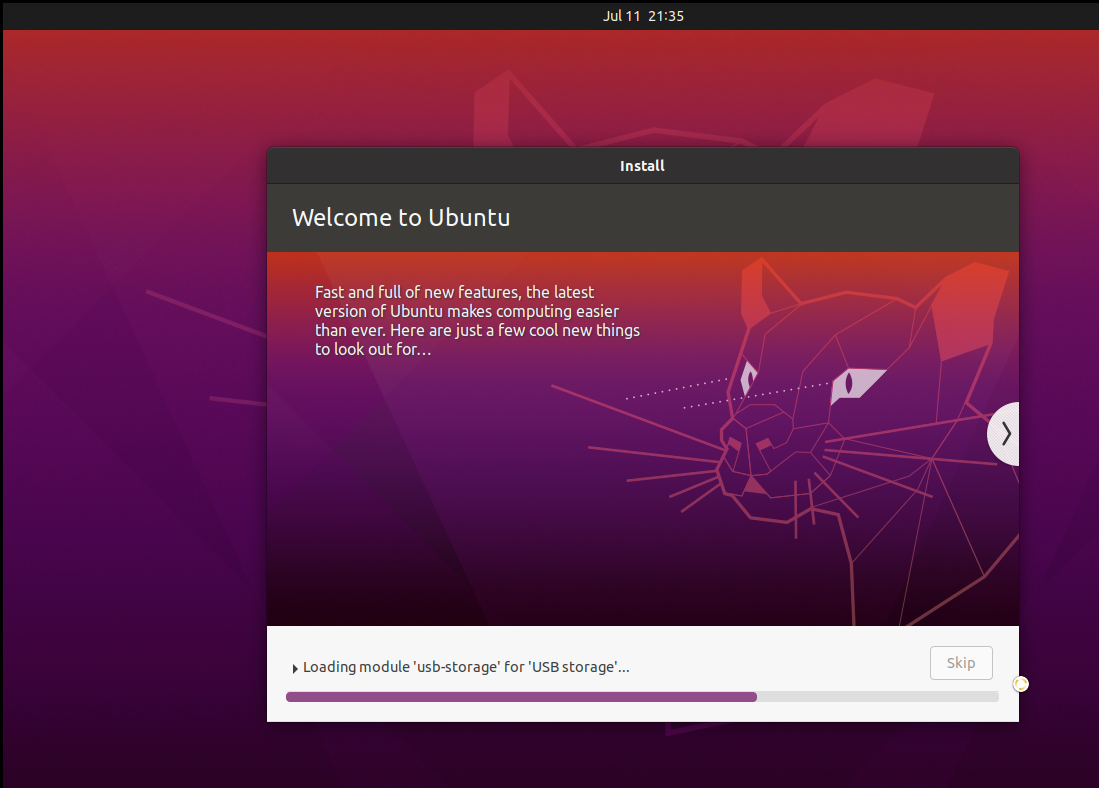 Jul 11 21:35
Install
Welcome to Ubuntu
Fast and full of new features, the latest
version of Ubuntu makes computing easier
than ever. Here are just a few cool new things
to look out for…
Loading module 'usb-storage' for 'USB storage'...
Skip